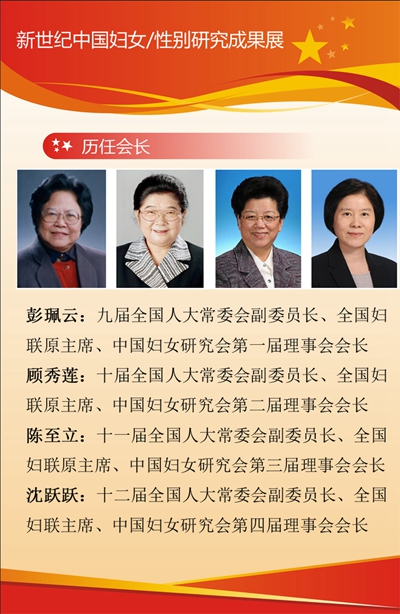 新世纪中国妇女/性别研究成果展
历任会长
彭珮云：九届全国人大常委会副委员长、全国妇
联原主席、中国妇女研究会第一届理事会会长
顾秀莲：十届全国人大常委会副委员长、全国妇
联原主席、中国妇女研究会第二届理事会会长
陈至立：十一届全国人大常委会副委员长、全国
妇联原主席、中国妇女研究会第三届理事会会长
沈跃跃：十二届全国人大常委会副委员长、全国
妇联主席、中国妇女研究会第四届理事会会长